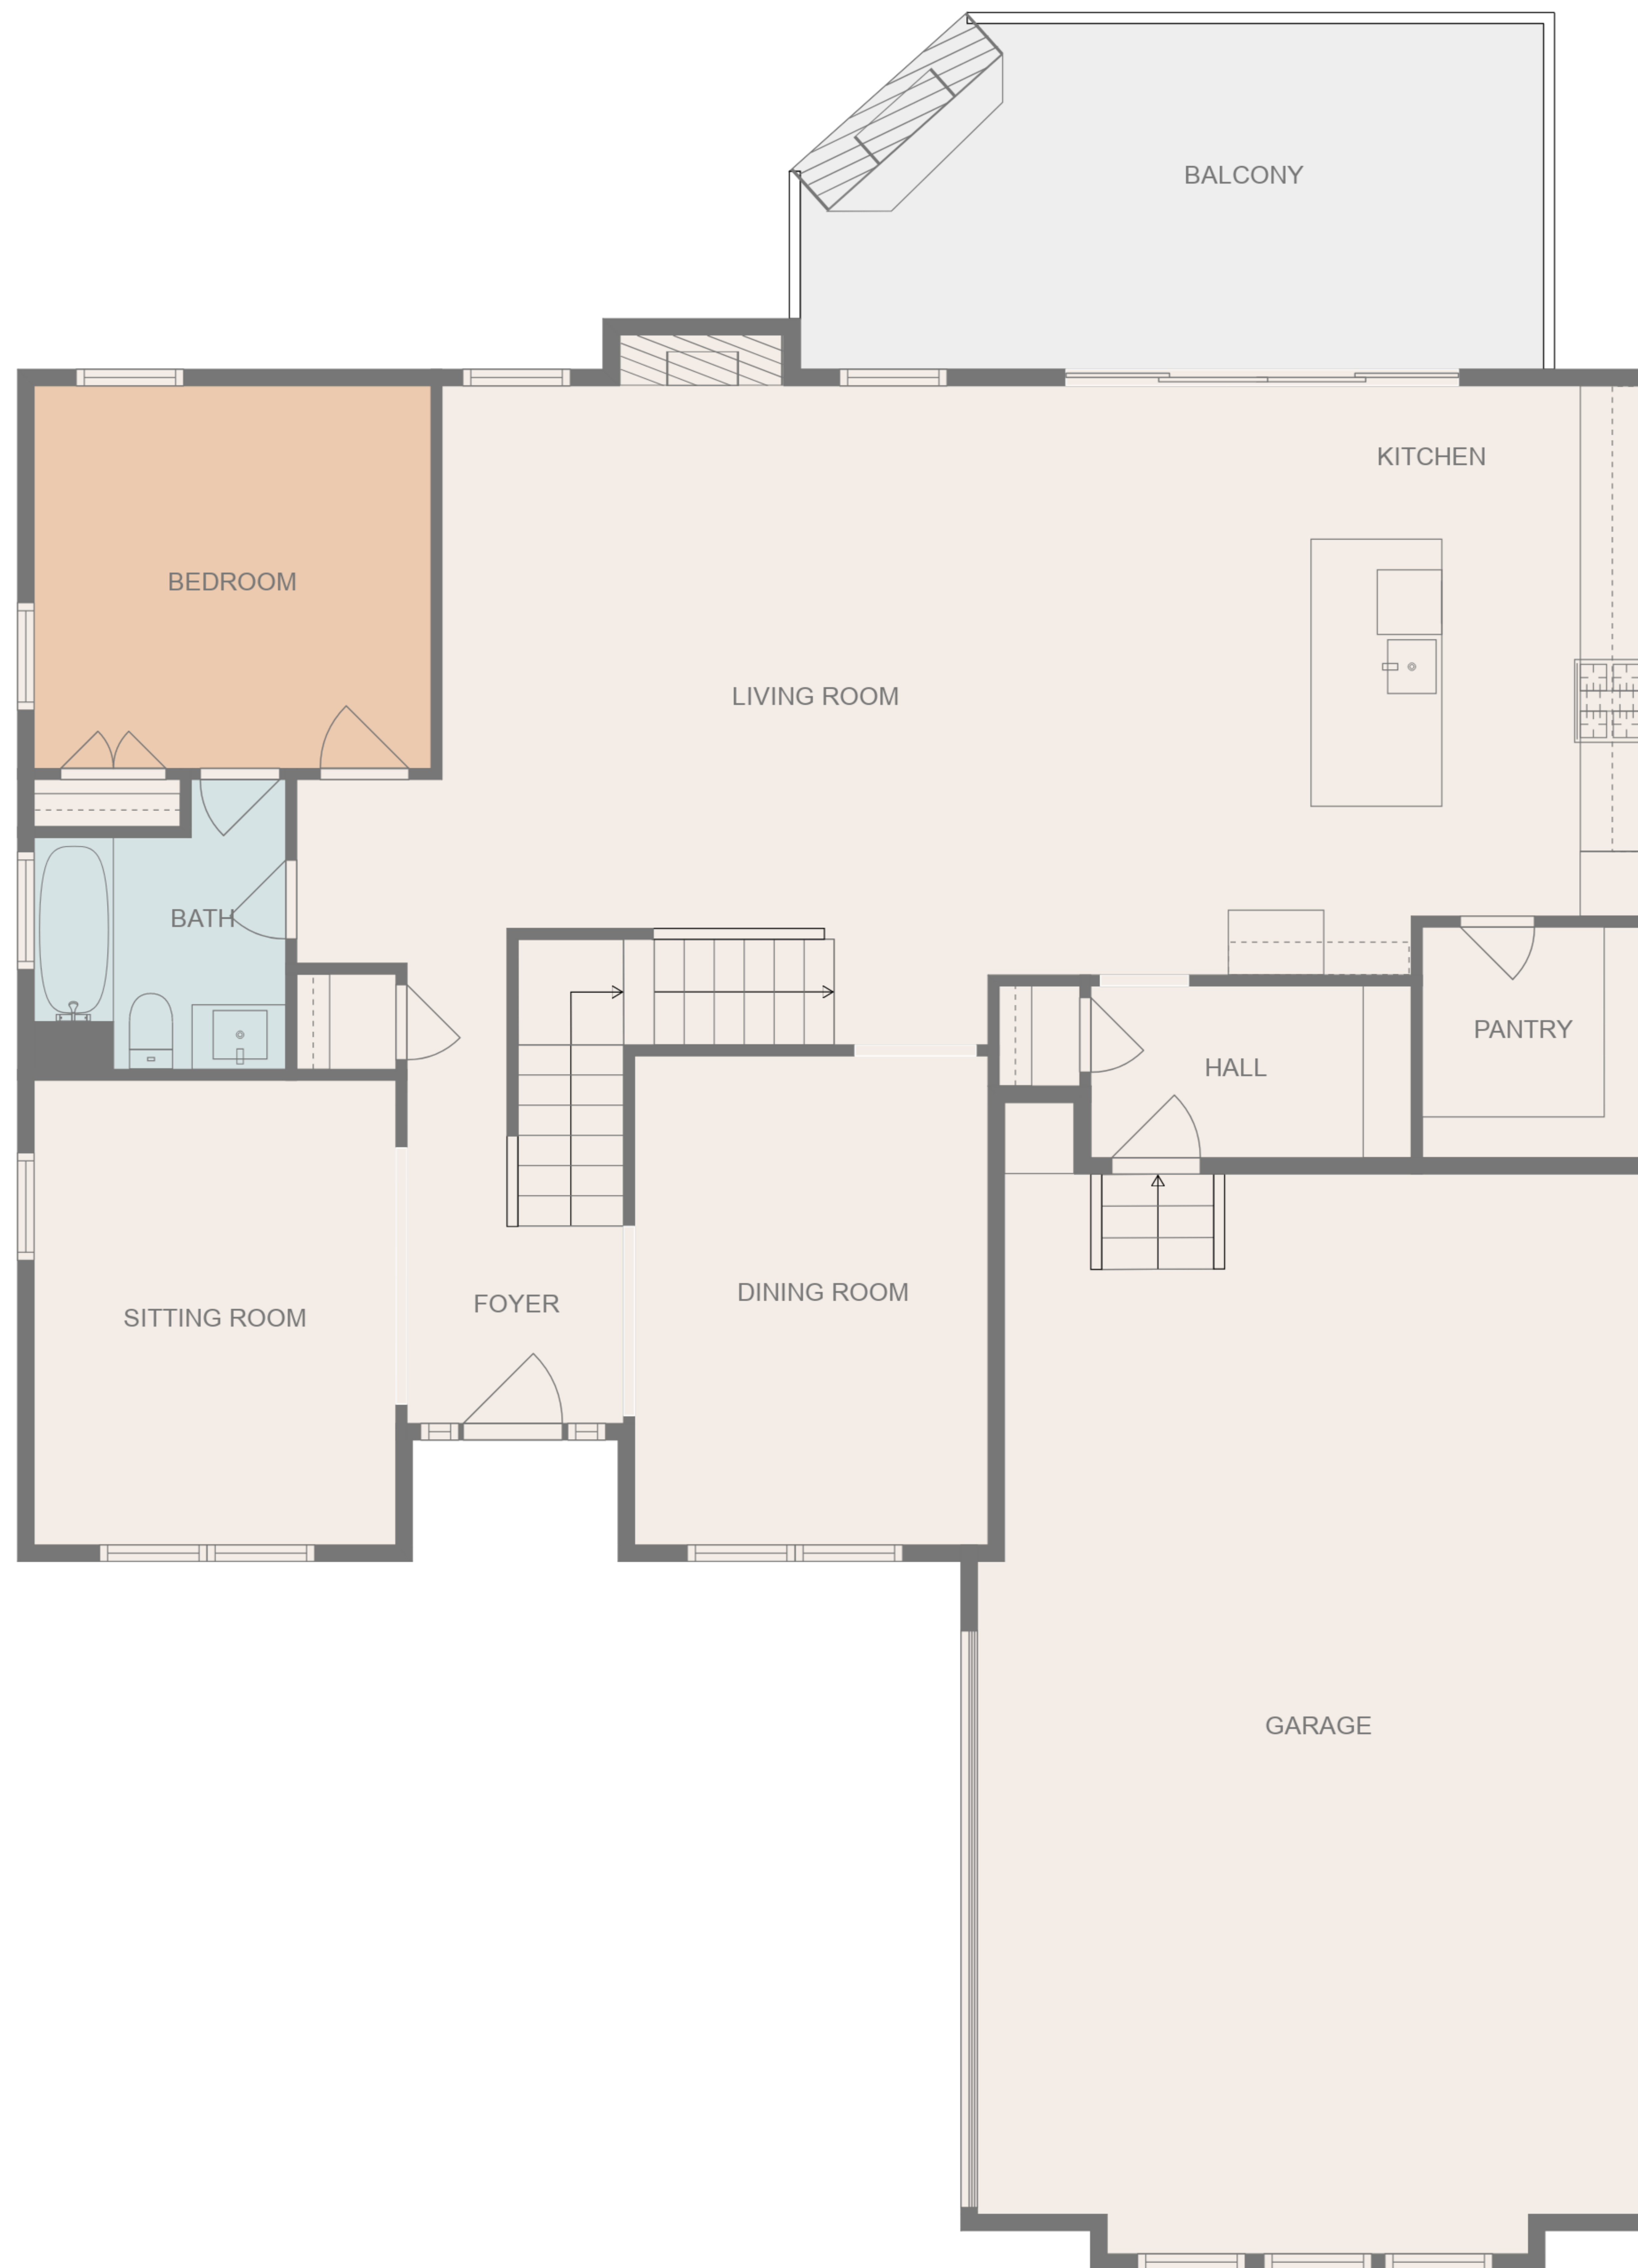 BALCONY
KITCHEN
BEDROOM
LIVING ROOM
BATH
PANTRY
HALL
DINING ROOM
FOYER
SITTING ROOM
GARAGE